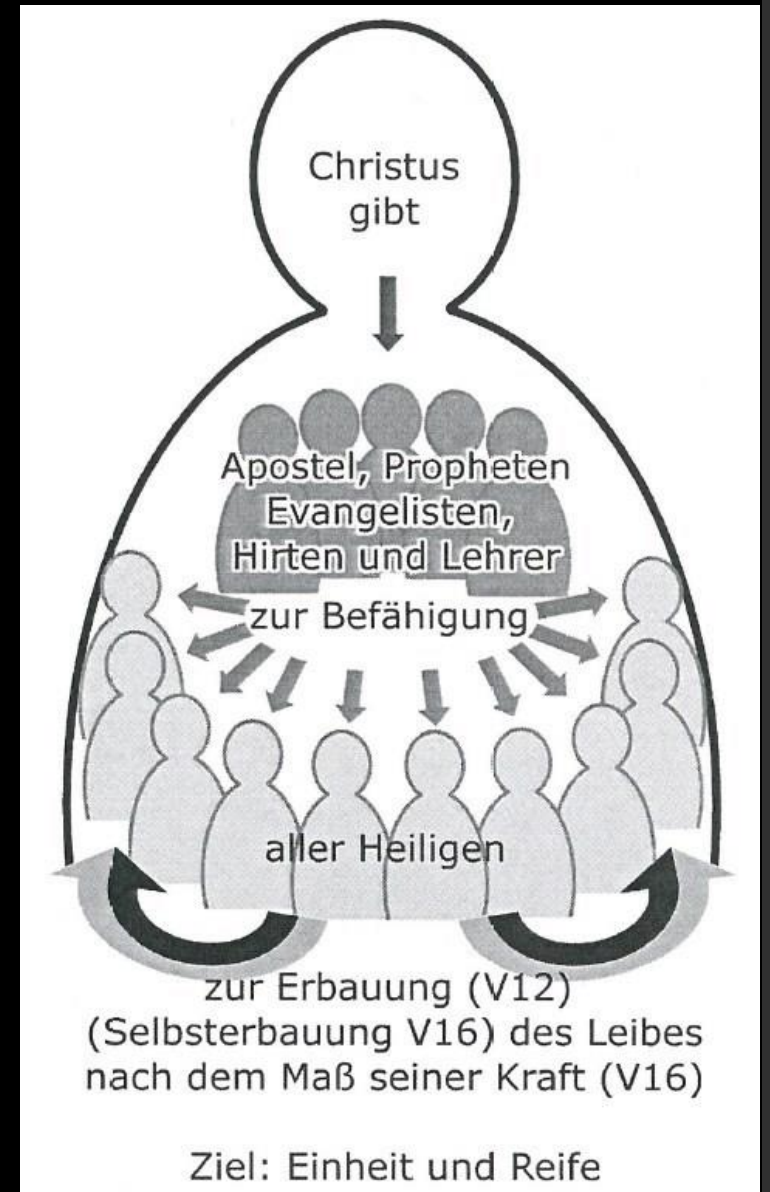 Christus
gibt
Apostel, Propheten
Evangelisten,
Hirten und Lehrer
zur Befähigung
aller Heiligen
zur Erbauung (V12)
(Selbsterbauung V16) des Leibes
nach dem Maß seiner Kraft (V16)
Ziel: Einheit und Reife